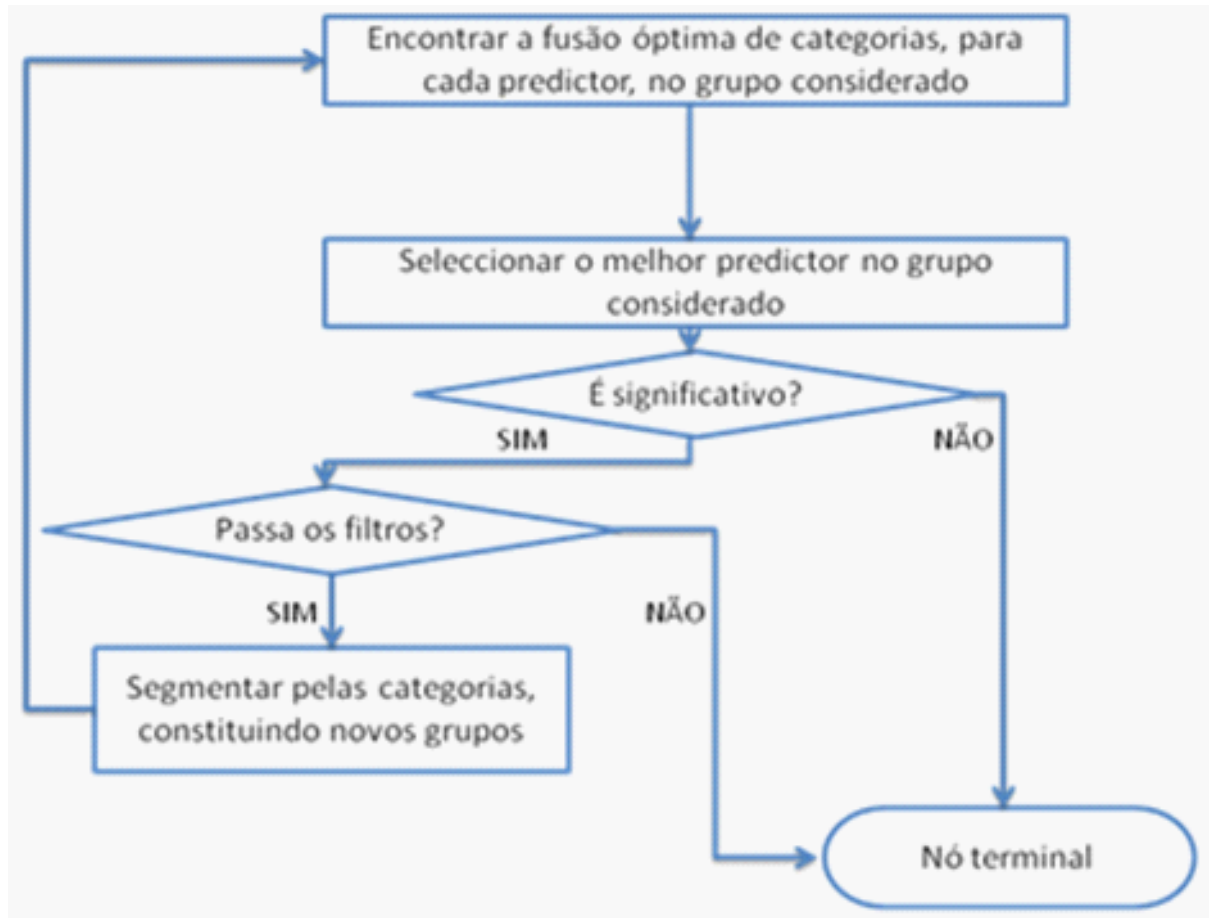 Encontrar a fusão óptima de categorias, para
cada predictor, no grupo considerado
Seleccionar o melhor predictor no grupo
considerado
É significativo?
SIM
NÃO
Passa os filtros?
SIM
NÃO
Segmentar pelas categorias,
constituindo novos grupos
Nó terminal